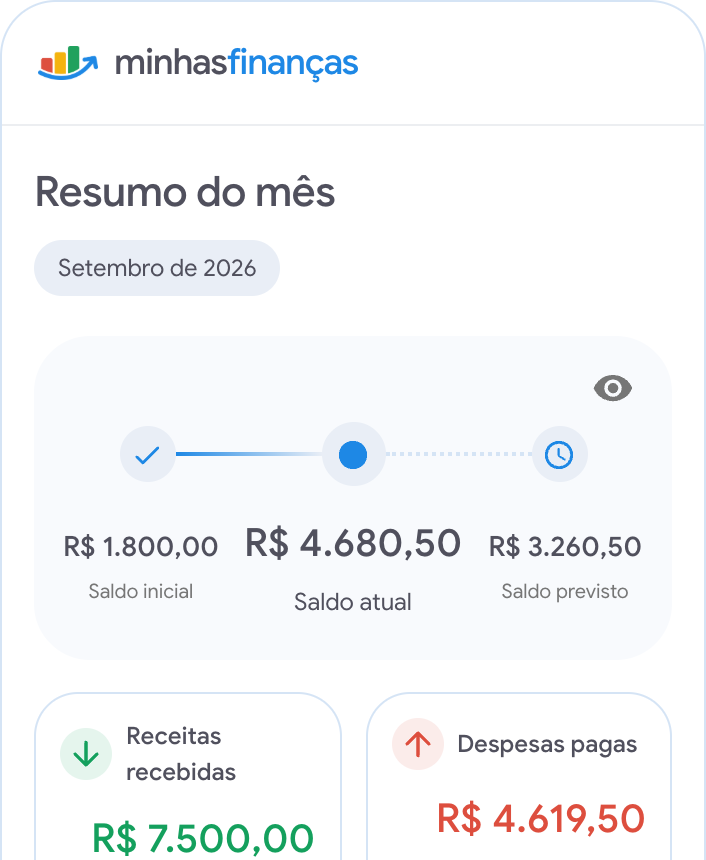 minhasfinanças
Resumo do mês
Setembro de 2026
R$ 1.800,00
Saldo inicial
R$ 4.680,50
Saldo atual
R$ 3.260,50
Saldo previsto
Receitas
recebidas
R$ 7.500,00
Despesas pagas
R$ 4.619,50